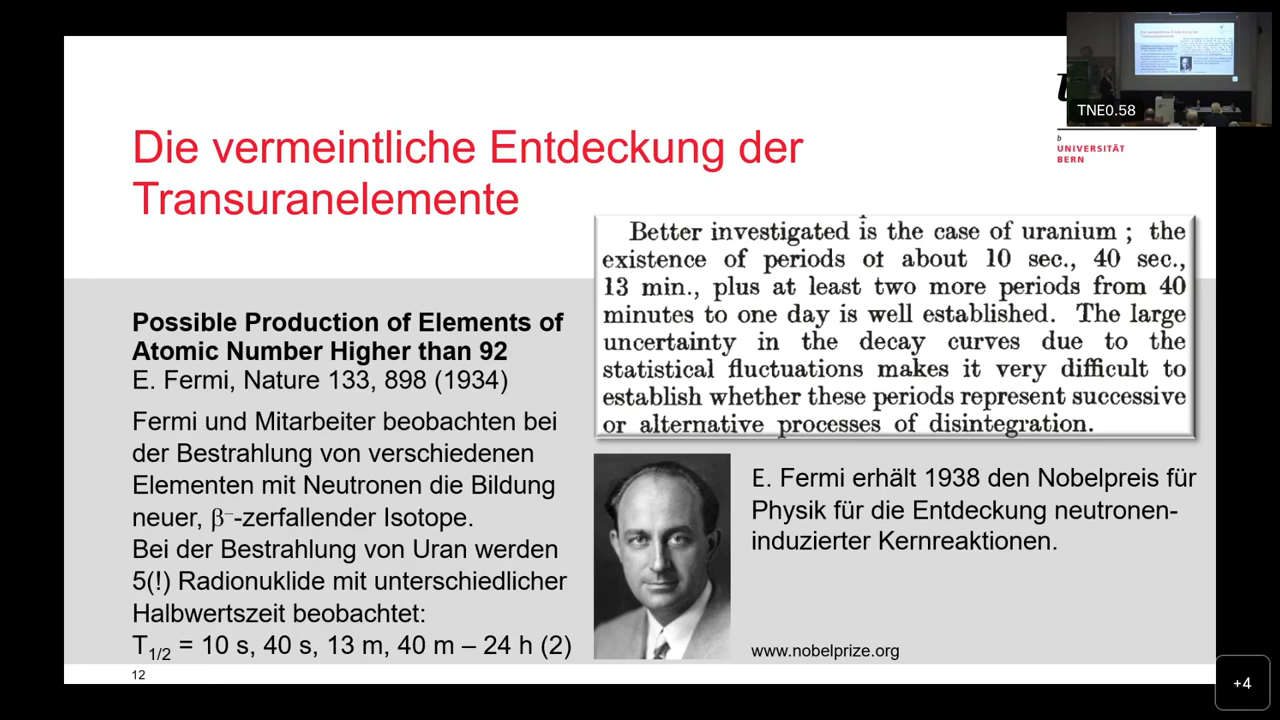 TNE0.58
b
UNIVERSITÄT
BERN
Die vermeintliche Entdeckung der
Transuranelemente
Better investigated is the case of uranium ; the
existence of periods of about 10 sec., 40 sec.,
13 min., plus at least two more periods from 40
minutes to one day is well established. The large
uncertainty in the decay curves due to the
statistical fluctuations makes it very difficult to
establish whether these periods represent successive
or alternative processes of disintegration.
Possible Production of Elements of
Atomic Number Higher than 92
E. Fermi, Nature 133, 898 (1934)
Fermi und Mitarbeiter beobachten bei
der Bestrahlung von verschiedenen
Elementen mit Neutronen die Bildung
neuer, β⁻-zerfallender Isotope.
Bei der Bestrahlung von Uran werden
5(!) Radionuklide mit unterschiedlicher
Halbwertszeit beobachtet:
T1/2 = 10 s, 40 s, 13 m, 40 m – 24 h (2)
E. Fermi erhält 1938 den Nobelpreis für
Physik für die Entdeckung neutronen-
induzierter Kernreaktionen.
www.nobelprize.org
12
+4